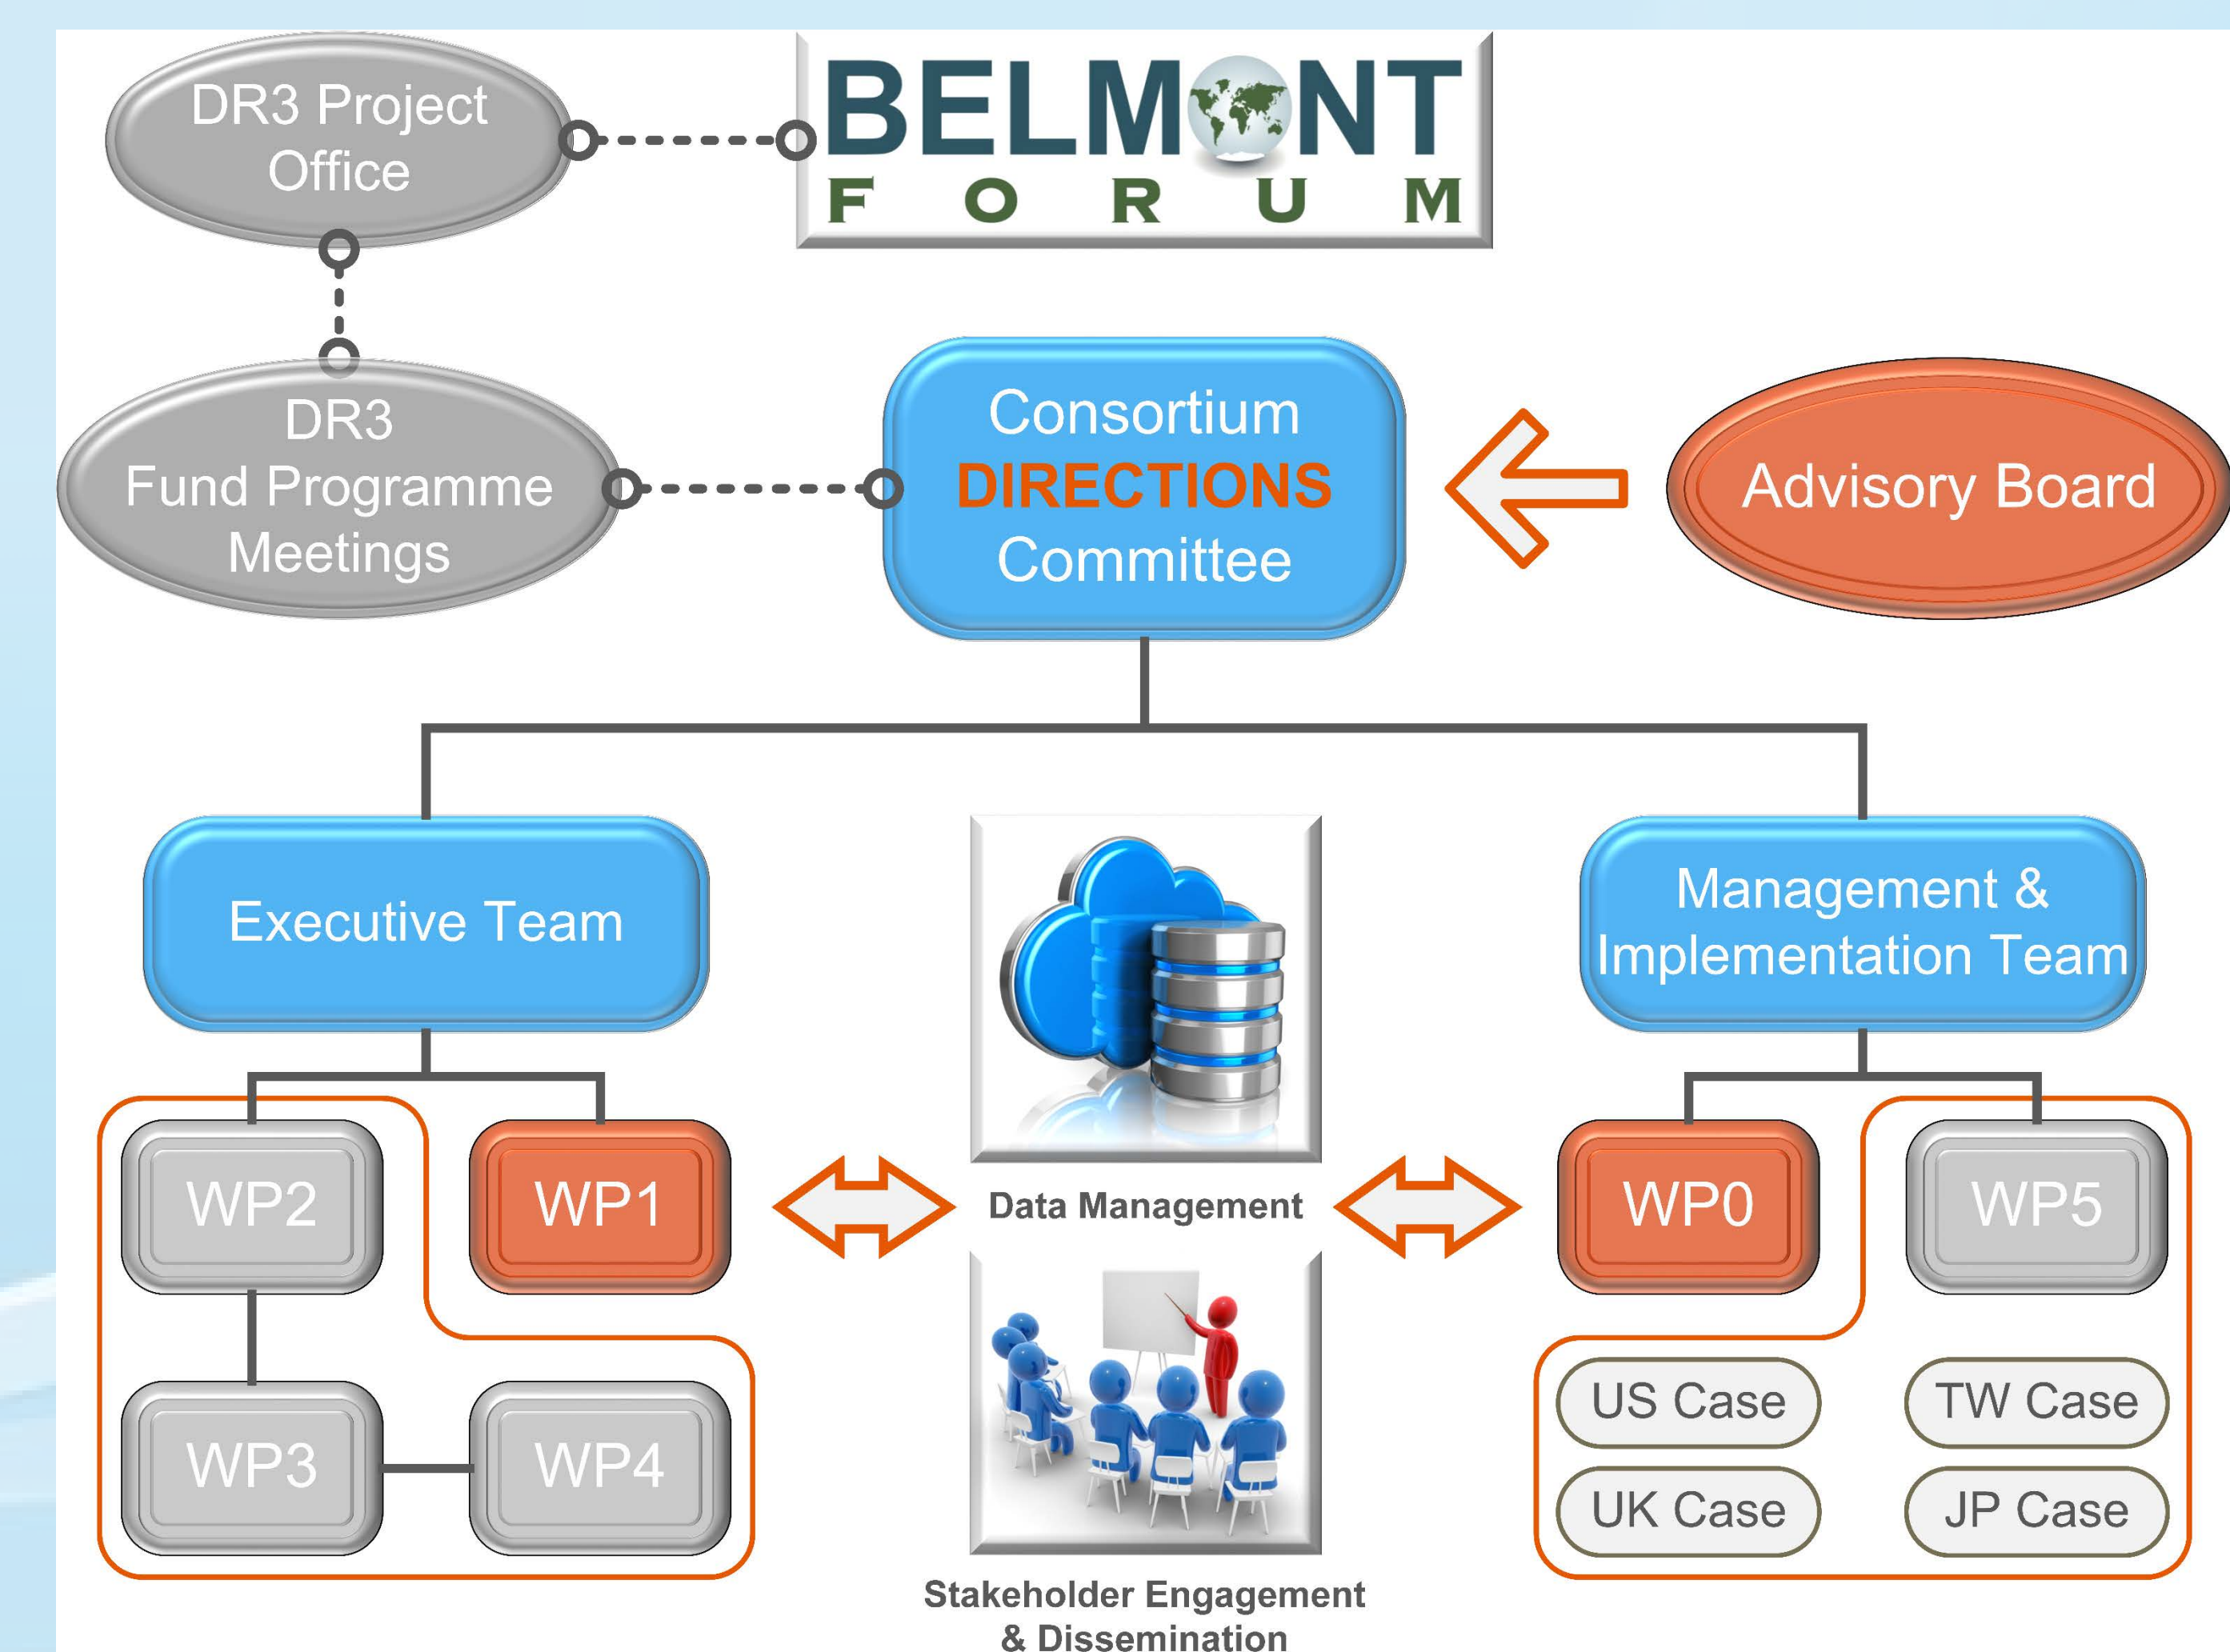 DR3 Project
Office
BELMONT
FORUM
DR3
Fund Programme
Meetings
Consortium
DIRECTIONS
Committee
Advisory Board
Executive Team
Management &
Implementation Team
WP2
WP1
Data Management
WP0
WP5
WP3
WP4
US Case
TW Case
UK Case
JP Case
Stakeholder Engagement
& Dissemination